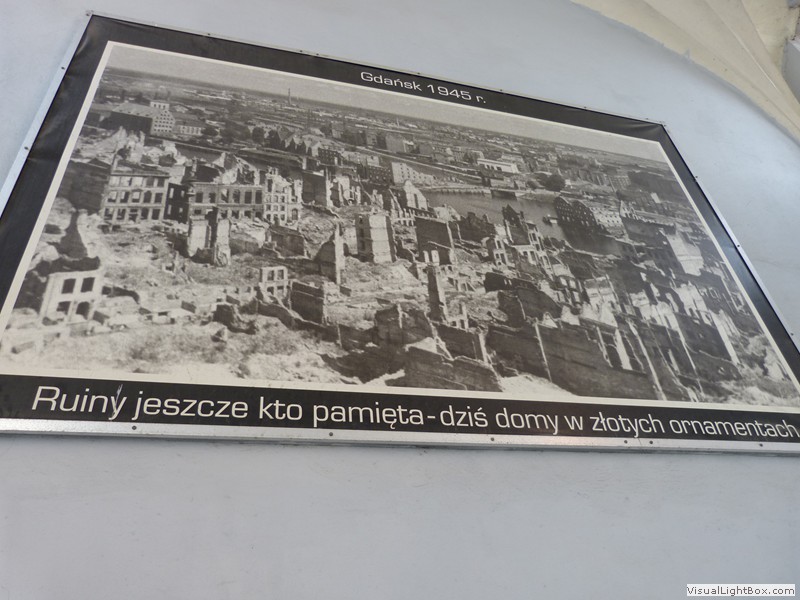 Gdańsk 1945 r.
Ruiny jeszcze kto pamięta-dziś domy w złotych ornamentach
VisualLightBox.com